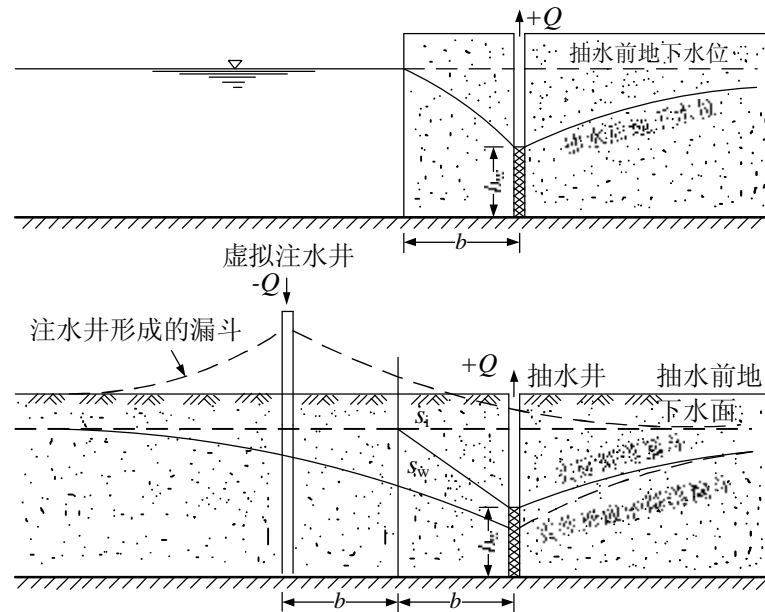 +Q
抽水前地下水位
h_w
b
虚拟注水井
-Q
注水井形成的漏斗
+Q
抽水井
抽水前地
下水面
s_i
s_w
h_w
b
b